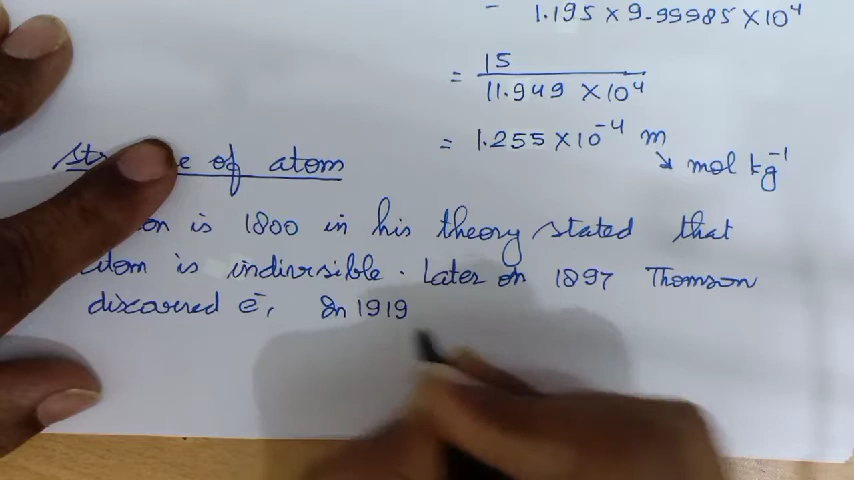 - 1.195 × 9.99985 × 10⁴
= 15
11.949 × 10⁴
= 1.255 × 10⁻⁴ m
↘ mol kg⁻¹
of atom
is 1800 in his theory stated that
atom is indivisible. Later on 1897 Thomson
discovered e⁻, In 1919